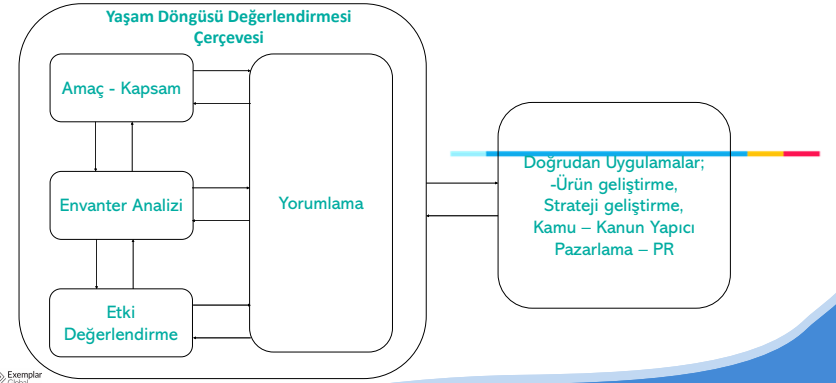 Yaşam Döngüsü Değerlendirmesi
Çerçevesi
Amaç - Kapsam
Envanter Analizi
Etki
Değerlendirme
Yorumlama
Doğrudan Uygulamalar;
-Ürün geliştirme,
Strateji geliştirme,
Kamu – Kanun Yapıcı
Pazarlama – PR
Exemplar
Global